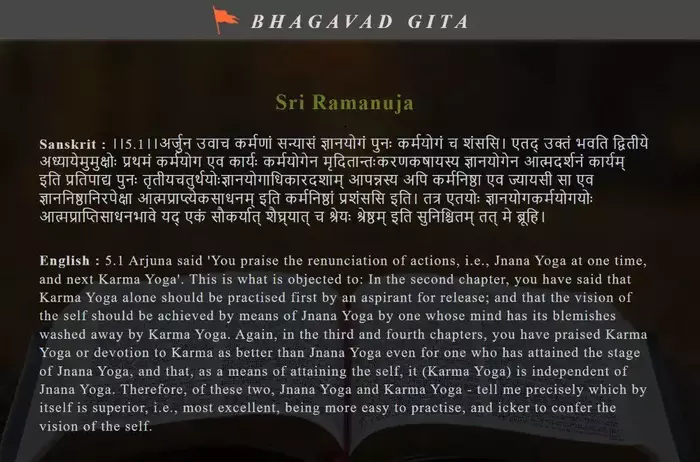 BHAGAVAD GITA
Sri Ramanuja
Sanskrit : ।।5.1।।अर्जुन उवाच कर्मणां सन्यासं ज्ञानयोगं पुनः कर्मयोगं च शंससि। एतद् उक्तं भवति द्वितीये
अध्यायेमुमुक्षोः प्रथमं कर्मयोग एव कार्यः कर्मयोगेन मृदितान्तःकरणकषायस्य ज्ञानयोगेन आत्मदर्शनं कार्यम्
इति प्रतिपाद्य पुनः तृतीयचतुर्थयोःज्ञानयोगाधिकारदशाम् आपन्नस्य अपि कर्मनिष्ठा एव ज्यायसी सा एव
ज्ञाननिष्ठानिरपेक्षा आत्मप्राप्त्येकसाधनम् इति कर्मनिष्ठां प्रशंससि इति। तत्र एतयोः ज्ञानयोगकर्मयोगयोः
आत्मप्राप्तिसाधनभावे यद् एकं सौकर्यात् शैघ्र्यात् च श्रेयः श्रेष्ठम् इति सुनिश्चितम् तत् मे ब्रूहि।
English : 5.1 Arjuna said 'You praise the renunciation of actions, i.e., Jnana Yoga at one time,
and next Karma Yoga'. This is what is objected to: In the second chapter, you have said that
Karma Yoga alone should be practised first by an aspirant for release; and that the vision of
the self should be achieved by means of Jnana Yoga by one whose mind has its blemishes
washed away by Karma Yoga. Again, in the third and fourth chapters, you have praised Karma
Yoga or devotion to Karma as better than Jnana Yoga even for one who has attained the stage
of Jnana Yoga, and that, as a means of attaining the self, it (Karma Yoga) is independent of
Jnana Yoga. Therefore, of these two, Jnana Yoga and Karma Yoga - tell me precisely which by
itself is superior, i.e., most excellent, being more easy to practise, and icker to confer the
vision of the self.